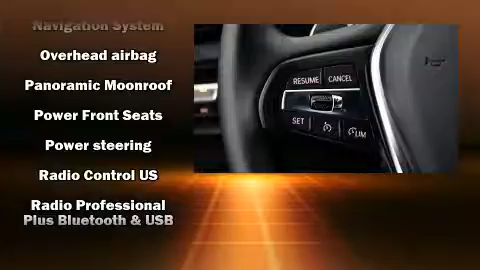 Navigation System
Overhead airbag
Panoramic Moonroof
Power Front Seats
Power steering
Radio Control US
Radio Professional
Plus Bluetooth & USB
RESUME
CANCEL
SET
LIM